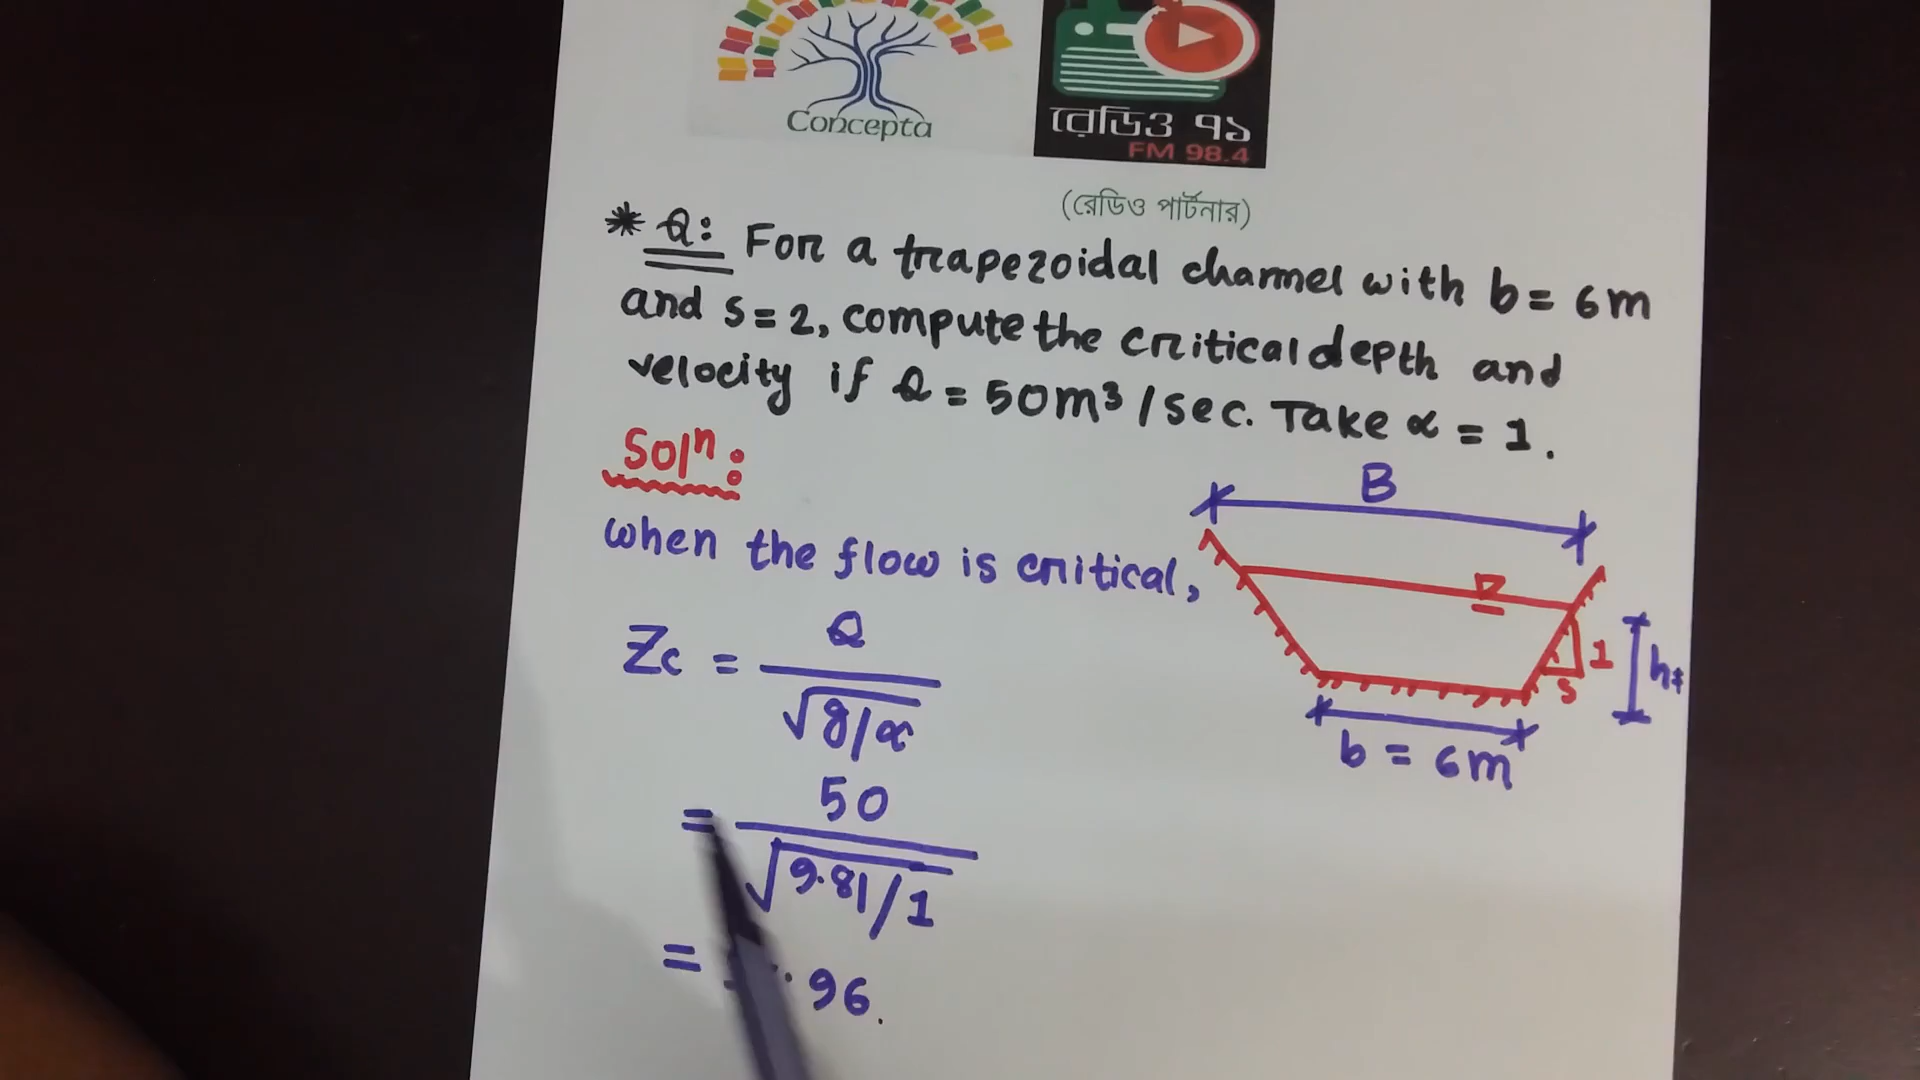 Concepta
রেডিও ৭১
FM 98.4
(রেডিও পার্টনার)
* Q: For a trapezoidal channel with b = 6m
and s = 2, compute the critical depth and
velocity if Q = 50m³/sec. Take α = 1.
Solⁿ:
when the flow is critical,
Zc = Q / √g/α
= 50 / √9.81/1
= .96.
B
1
s
h
b = 6m